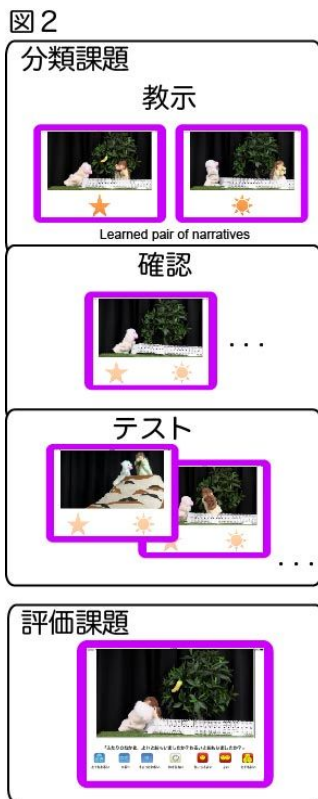 図2
分類課題
教示
Learned pair of narratives
確認
...
テスト
...
評価課題